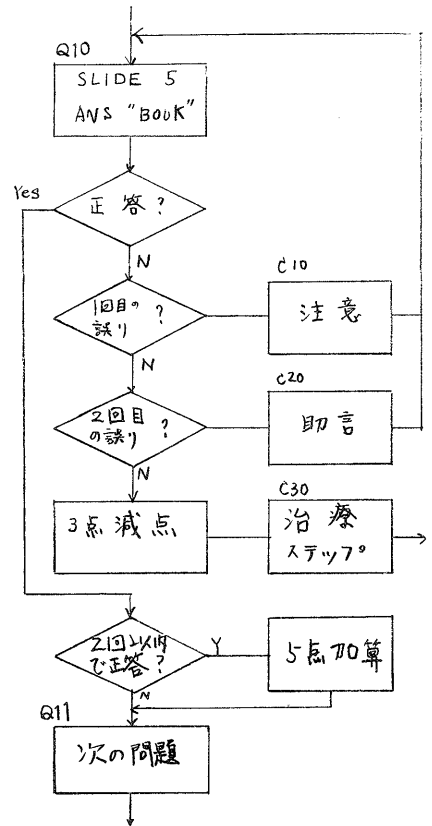 Q10
SLIDE 5
ANS "BOOK"
Yes
正答?
N
C10
1回目の
誤り ?
注意
N
C20
2回目
の誤り ?
助言
N
C30
3点減点
治療
ステップ
2回以内
で正答?
Y
5点加算
N
Q11
次の問題